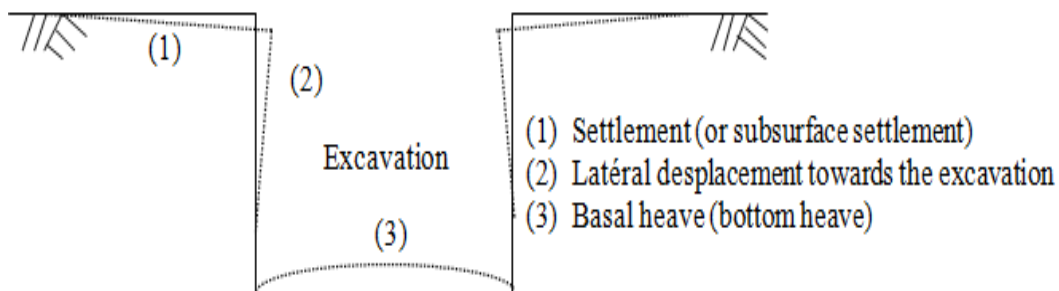 (1)
(2)
Excavation
(3)
(1) Settlement (or subsurface settlement)
(2) Latéral desplacement towards the excavation
(3) Basal heave (bottom heave)